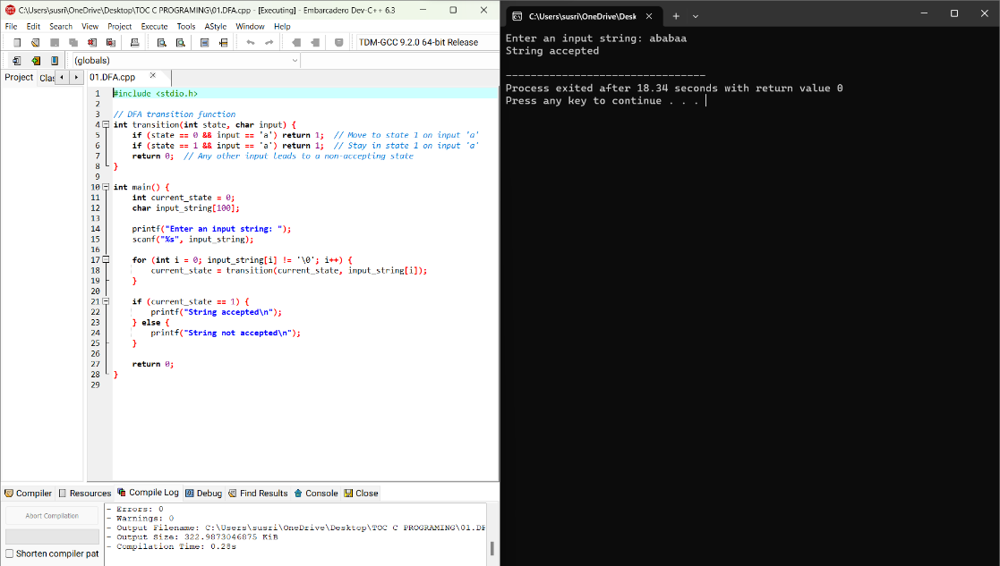 C:\Users\susri\OneDrive\Desktop\TOC C PROGRAMING\01.DFA.cpp - [Executing] - Embarcadero Dev-C++ 6.3
File Edit Search View Project Execute Tools AStyle Window Help
TDM-GCC 9.2.0 64-bit Release
(globals)
Project Clas 01.DFA.cpp
1 #include <stdio.h>
2
3 // DFA transition function
4 int transition(int state, char input) {
5 if (state == 0 && input == 'a') return 1; // Move to state 1 on input 'a'
6 if (state == 1 && input == 'a') return 1; // Stay in state 1 on input 'a'
7 return 0; // Any other input leads to a non-accepting state
8 }
9
10 int main() {
11 int current_state = 0;
12 char input_string[100];
13
14 printf("Enter an input string: ");
15 scanf("%s", input_string);
16
17 for (int i = 0; input_string[i] != '\0'; i++) {
18 current_state = transition(current_state, input_string[i]);
19 }
20
21 if (current_state == 1) {
22 printf("String accepted\n");
23 } else {
24 printf("String not accepted\n");
25 }
26
27 return 0;
28 }
29
Compiler Resources Compile Log Debug Find Results Console Close
Abort Compilation
Shorten compiler pat
- Errors: 0
- Warnings: 0
- Output Filename: C:\Users\susri\OneDrive\Desktop\TOC C PROGRAMING\01.DF
- Output Size: 322.9873046875 KiB
- Compilation Time: 0.28s
C:\Users\susri\OneDrive\Desk
Enter an input string: ababaa
String accepted
--------------------------------
Process exited after 18.34 seconds with return value 0
Press any key to continue . . .